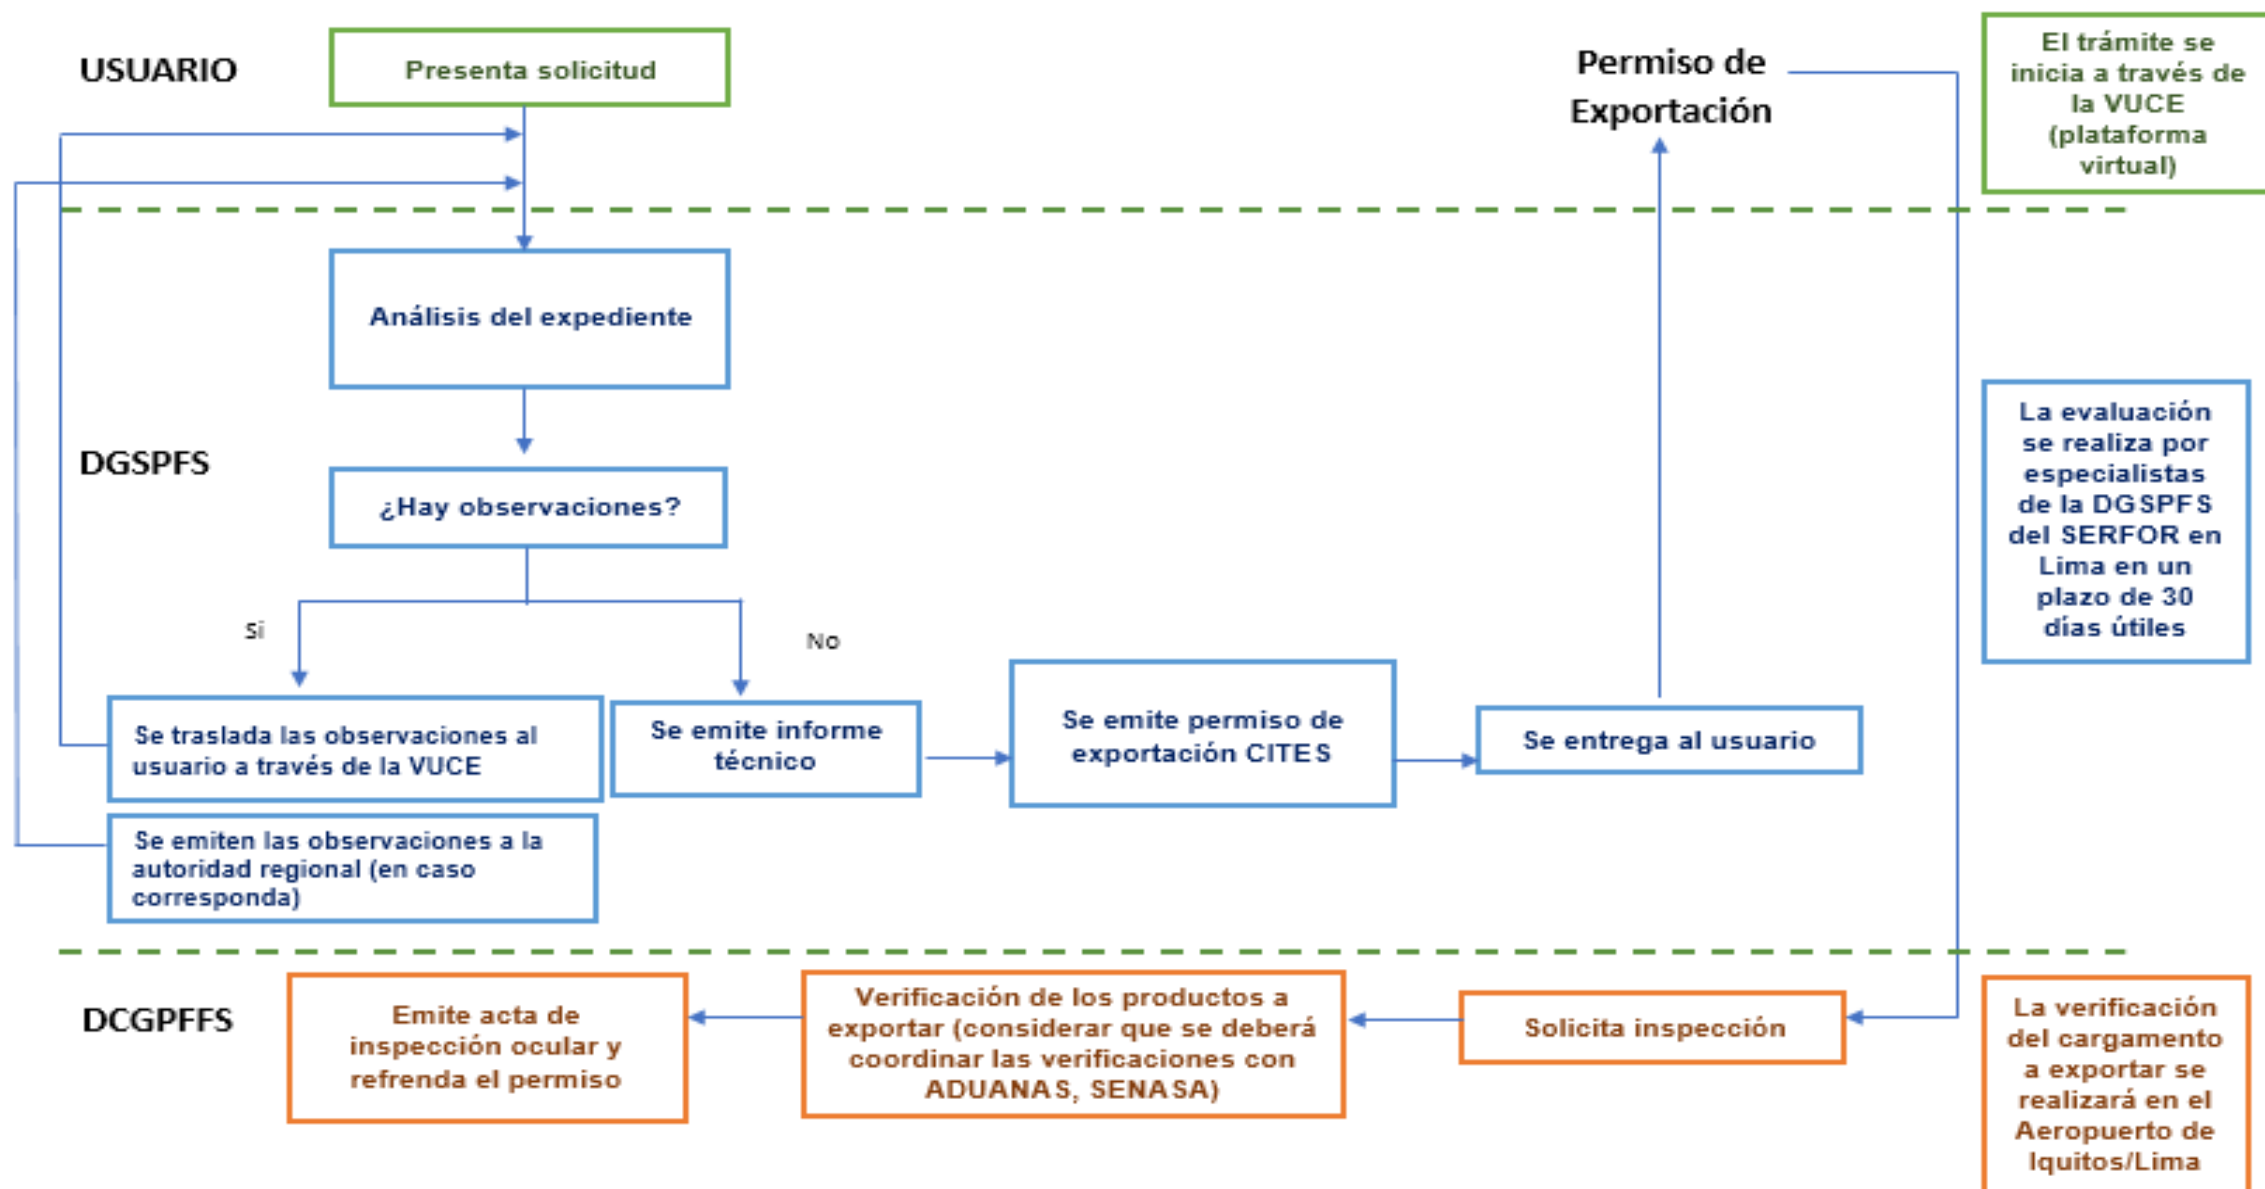 USUARIO
Presenta solicitud
Permiso de
Exportación
El trámite se
inicia a través de
la VUCE
(plataforma
virtual)
Análisis del expediente
DGSPFS
¿Hay observaciones?
La evaluación
se realiza por
especialistas
de la DGSPFS
del SERFOR en
Lima en un
plazo de 30
días útiles
Si
No
Se traslada las observaciones al
usuario a través de la VUCE
Se emite informe
técnico
Se emite permiso de
exportación CITES
Se entrega al usuario
Se emiten las observaciones a la
autoridad regional (en caso
corresponda)
DCGPFFS
Emite acta de
inspección ocular y
refrenda el permiso
Verificación de los productos a
exportar (considerar que se deberá
coordinar las verificaciones con
ADUANAS, SENASA)
Solicita inspección
La verificación
del cargamento
a exportar se
realizará en el
Aeropuerto de
Iquitos/Lima